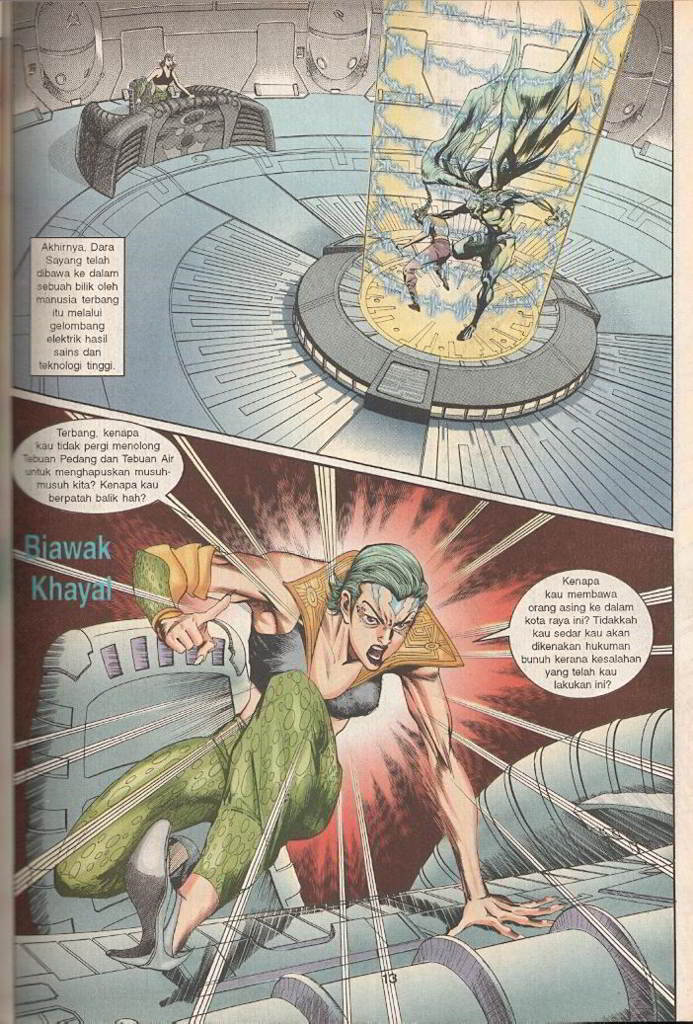 Akhirnya, Dara
Sayang telah
dibawa ke dalam
sebuah bilik oleh
manusia terbang
itu melalui
gelombang
elektrik hasil
sains dan
teknologi tinggi.
Terbang, kenapa
kau tidak pergi menolong
Tebuan Pedang dan Tebuan Air
untuk menghapuskan musuh-
musuh kita? Kenapa kau
berpatah balik hah?
Biawak
Khayal
Kenapa
kau membawa
orang asing ke dalam
kota raya ini? Tidakkah
kau sedar kau akan
dikenakan hukuman
bunuh kerana kesalahan
yang telah kau
lakukan ini?
13